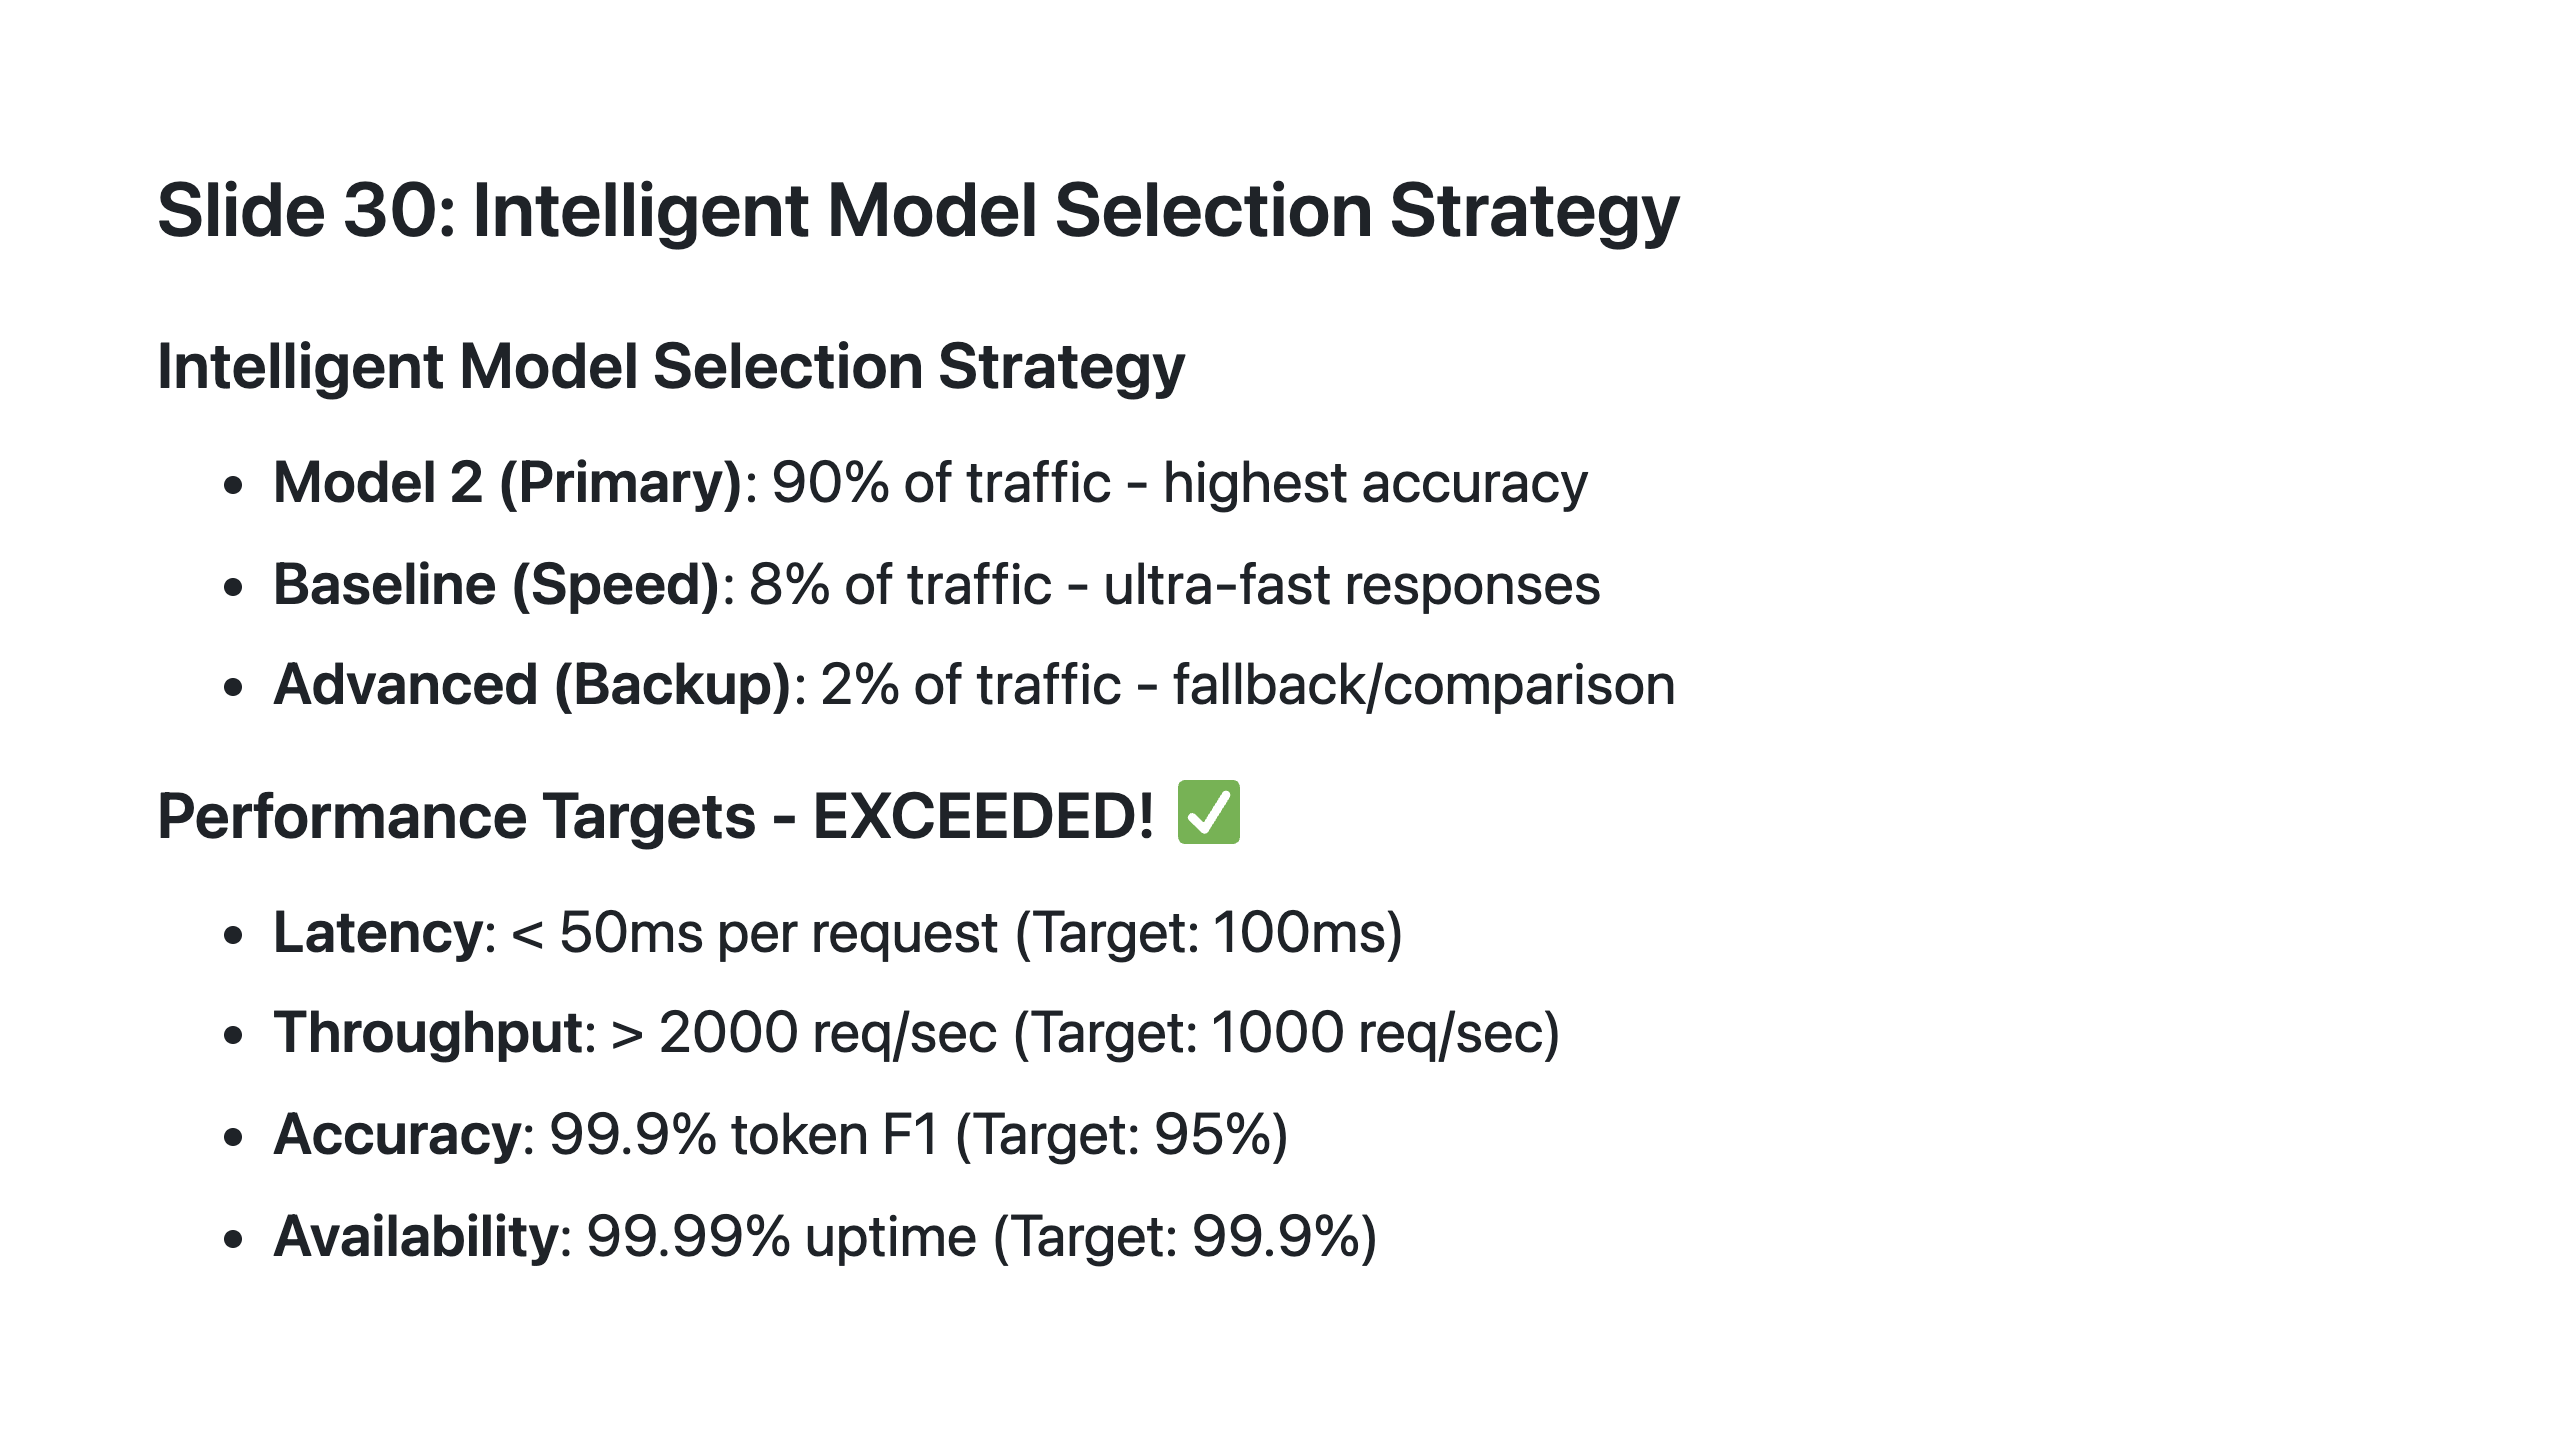 Slide 30: Intelligent Model Selection Strategy
Intelligent Model Selection Strategy
• Model 2 (Primary): 90% of traffic - highest accuracy
• Baseline (Speed): 8% of traffic - ultra-fast responses
• Advanced (Backup): 2% of traffic - fallback/comparison
Performance Targets - EXCEEDED! ✅
• Latency: < 50ms per request (Target: 100ms)
• Throughput: > 2000 req/sec (Target: 1000 req/sec)
• Accuracy: 99.9% token F1 (Target: 95%)
• Availability: 99.99% uptime (Target: 99.9%)